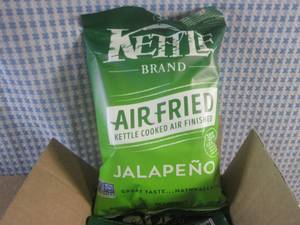 KETTLE
BRAND
AIR FRIED
KETTLE COOKED AIR FINISHED
JALAPEÑO
GREAT TASTE... NATURALLY